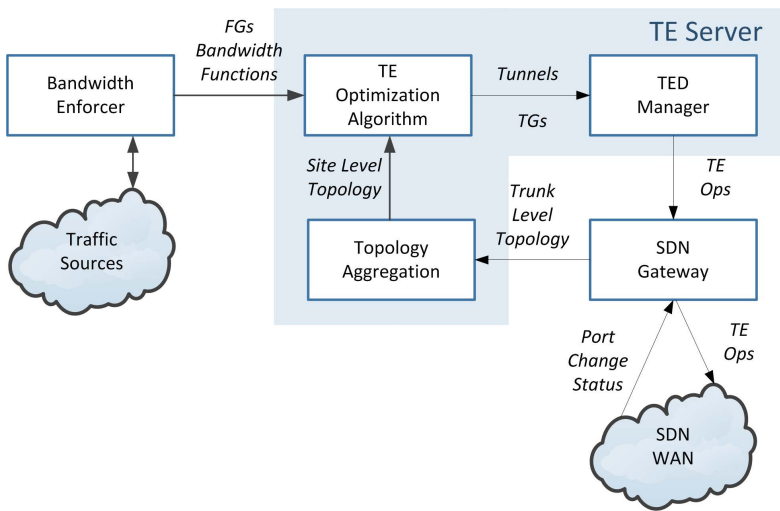 FGs
Bandwidth
Functions
TE Server
Bandwidth
Enforcer
TE
Optimization
Algorithm
Tunnels
TGs
TED
Manager
Site Level
Topology
TE
Ops
Trunk
Level
Topology
Traffic
Sources
Topology
Aggregation
SDN
Gateway
Port
Change
Status
TE
Ops
SDN
WAN